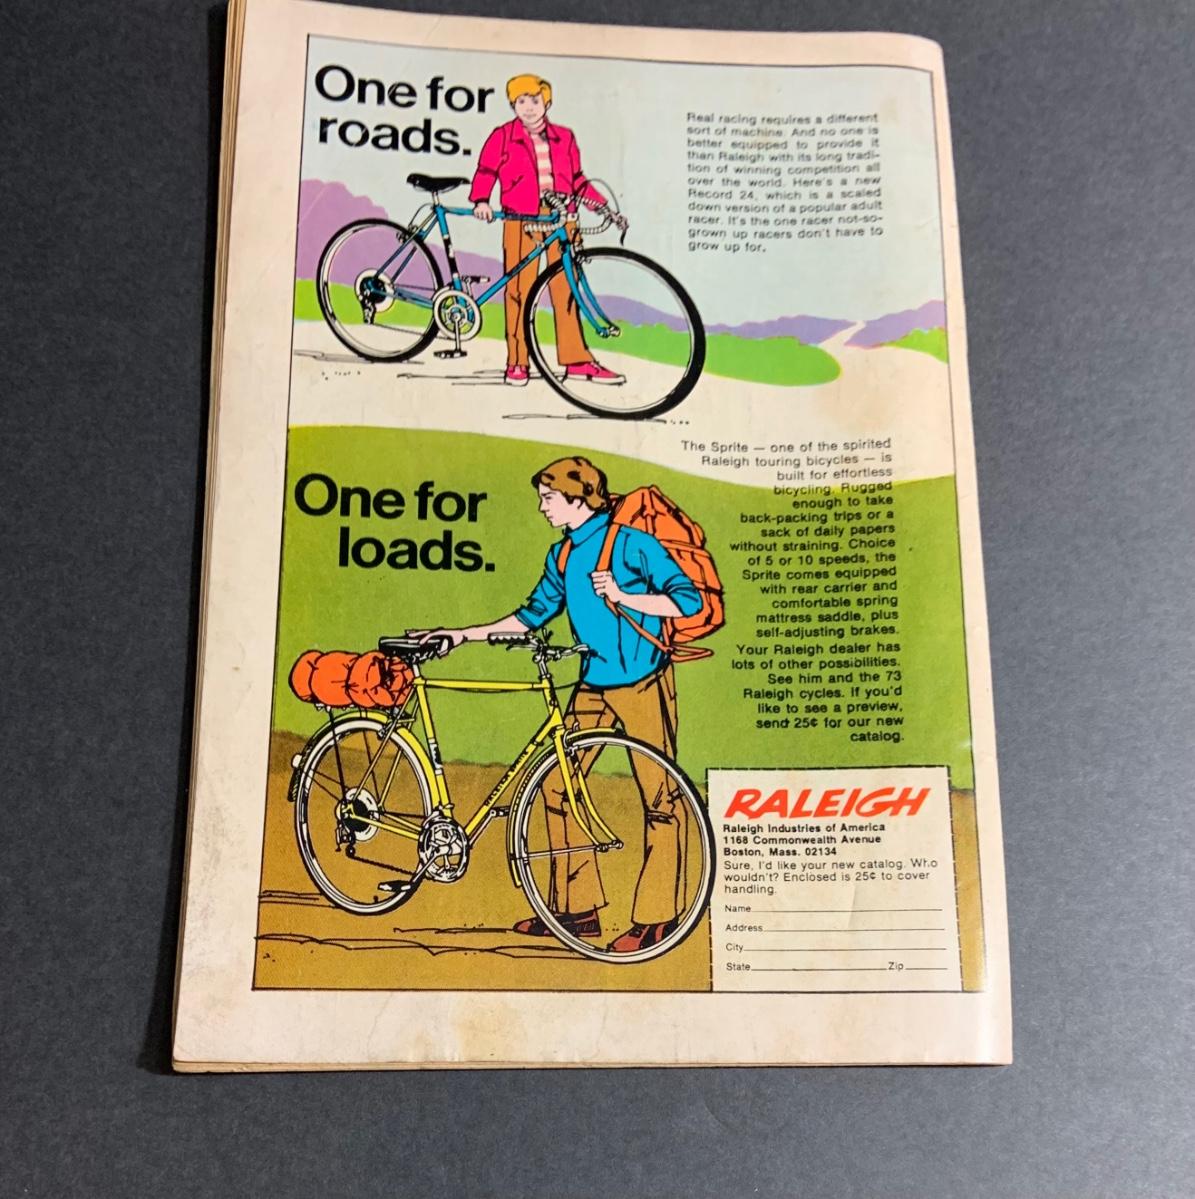 One for
roads.
Real racing requires a different
sort of machine. And no one is
better equipped to provide it
than Raleigh with its long tradi-
tion of winning competition all
over the world. Here's a new
Record 24, which is a scaled
down version of a popular adult
racer. It's the one racer not-so-
grown up racers don't have to
grow up for.
One for
loads.
The Sprite — one of the spirited
Raleigh touring bicycles — is
built for effortless
bicycling. Rugged
enough to take
back-packing trips or a
sack of daily papers
without straining. Choice
of 5 or 10 speeds, the
Sprite comes equipped
with rear carrier and
comfortable spring
mattress saddle, plus
self-adjusting brakes.
Your Raleigh dealer has
lots of other possibilities.
See him and the 73
Raleigh cycles. If you'd
like to see a preview,
send 25¢ for our new
catalog.
RALEIGH
Raleigh Industries of America
1168 Commonwealth Avenue
Boston, Mass. 02134
Sure, I'd like your new catalog. Who
wouldn't? Enclosed is 25¢ to cover
handling.
Name
Address
City
State Zip